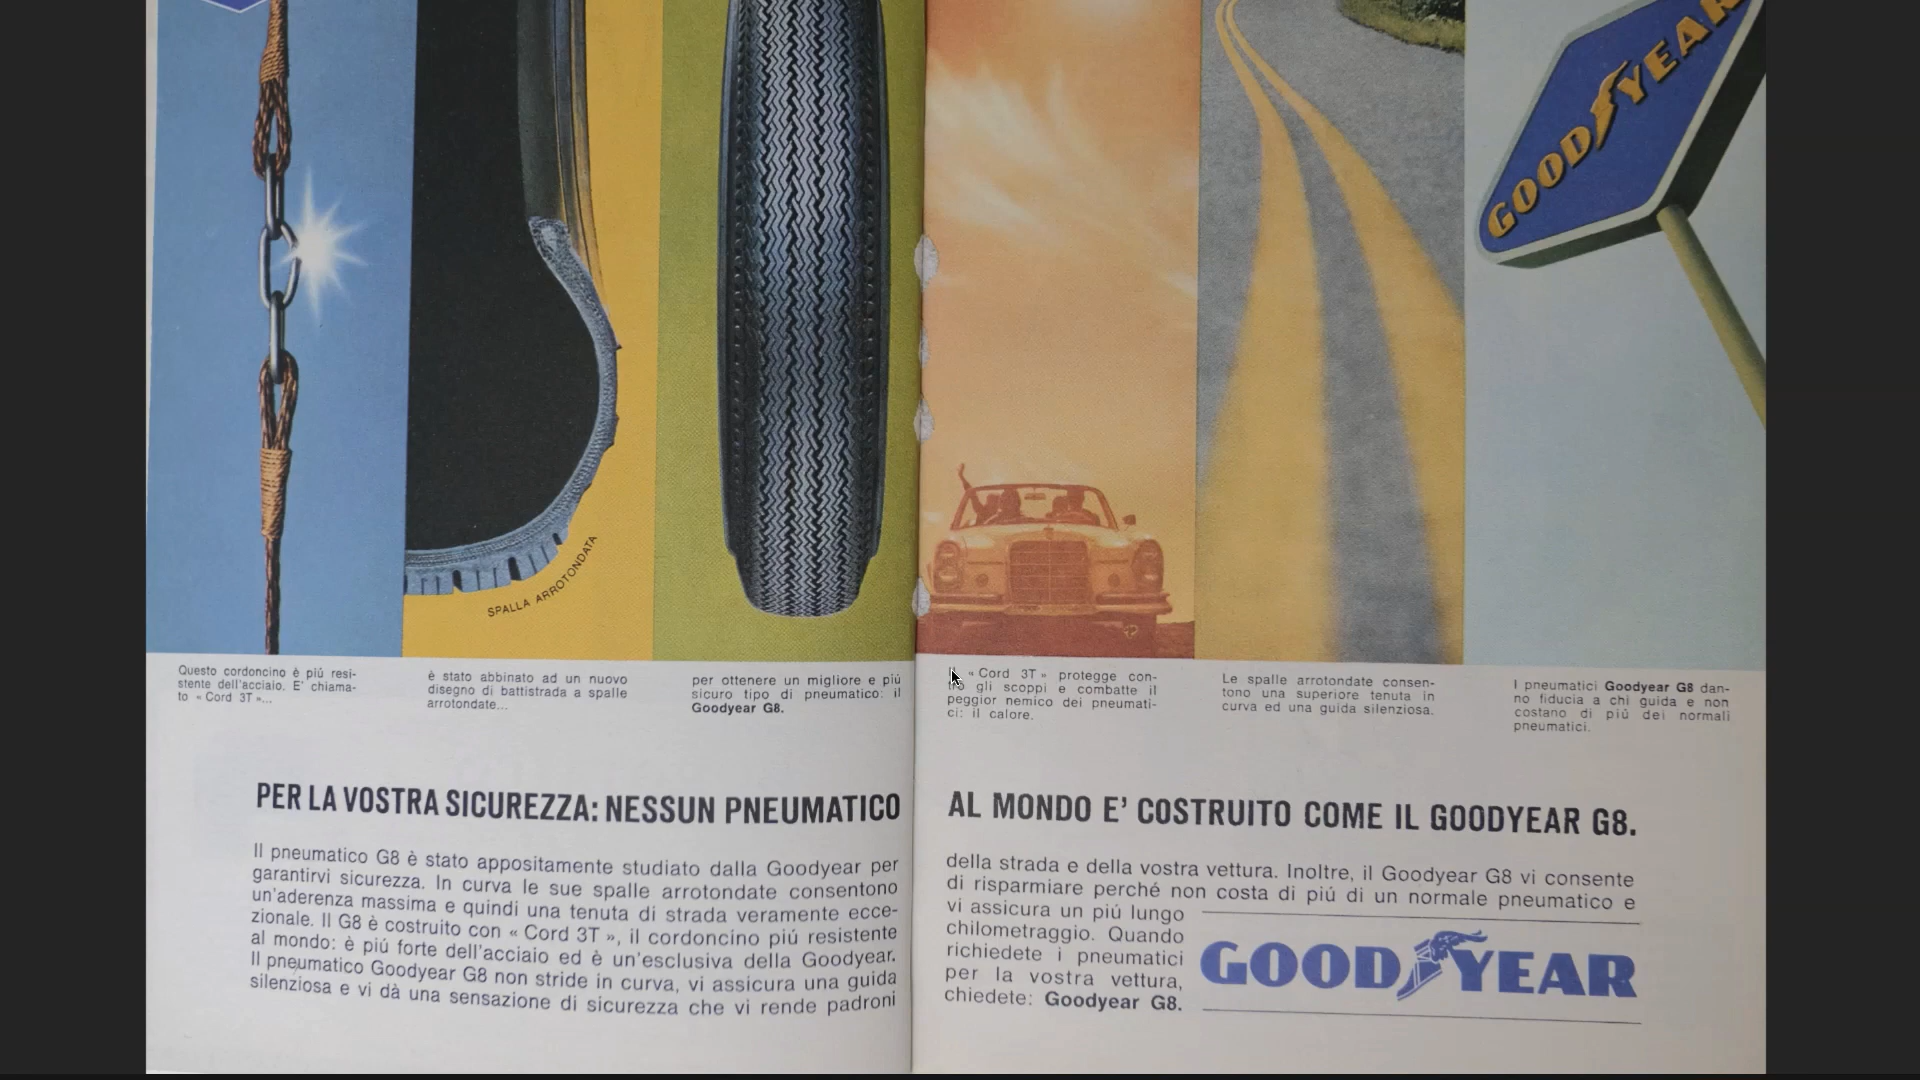 GOODYEAR
SPALLA ARROTONDATA
Questo cordoncino è piú resi-
stente dell'acciaio. E' chiama-
to «Cord 3T»...
è stato abbinato ad un nuovo
disegno di battistrada a spalle
arrotondate...
per ottenere un migliore e piú
sicuro tipo di pneumatico: il
Goodyear G8.
«Cord 3T» protegge con-
tro gli scoppi e combatte il
peggior nemico dei pneumati-
ci: il calore.
Le spalle arrotondate consen-
tono una superiore tenuta in
curva ed una guida silenziosa.
I pneumatici Goodyear G8 dan-
no fiducia a chi guida e non
costano di piú dei normali
pneumatici.
PER LA VOSTRA SICUREZZA: NESSUN PNEUMATICO
AL MONDO E' COSTRUITO COME IL GOODYEAR G8.
Il pneumatico G8 è stato appositamente studiato dalla Goodyear per
garantirvi sicurezza. In curva le sue spalle arrotondate consentono
un'aderenza massima e quindi una tenuta di strada veramente ecce-
zionale. Il G8 è costruito con «Cord 3T», il cordoncino piú resistente
al mondo: è piú forte dell'acciaio ed è un'esclusiva della Goodyear.
Il pneumatico Goodyear G8 non stride in curva, vi assicura una guida
silenziosa e vi dà una sensazione di sicurezza che vi rende padroni
della strada e della vostra vettura. Inoltre, il Goodyear G8 vi consente
di risparmiare perché non costa di piú di un normale pneumatico e
vi assicura un piú lungo
chilometraggio. Quando
richiedete i pneumatici
per la vostra vettura,
chiedete: Goodyear G8.
GOODYEAR